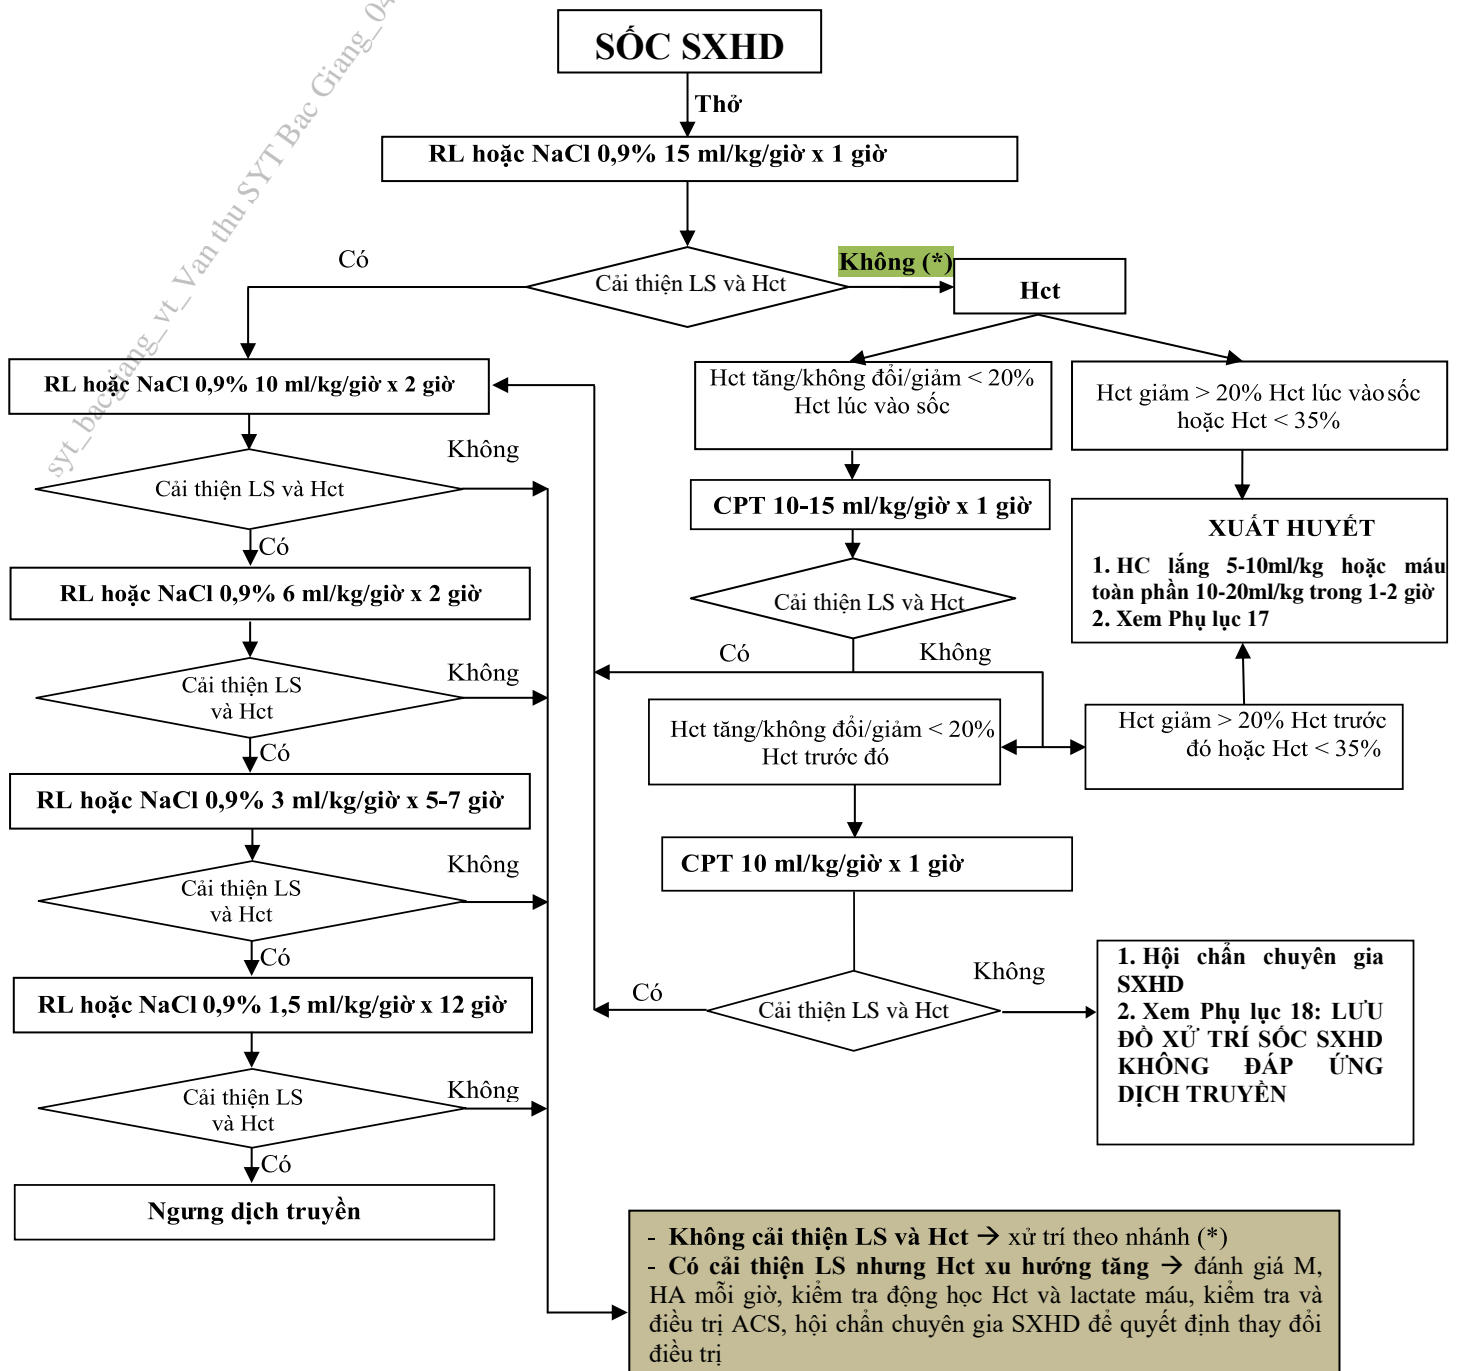 syt_bacgiang_vt_Van thu SYT Bac Giang_04
SỐC SXHD
Thở
RL hoặc NaCl 0,9% 15 ml/kg/giờ x 1 giờ
Cải thiện LS và Hct
Có
Không (*)
Hct
RL hoặc NaCl 0,9% 10 ml/kg/giờ x 2 giờ
Cải thiện LS và Hct
Không
Có
RL hoặc NaCl 0,9% 6 ml/kg/giờ x 2 giờ
Cải thiện LS
và Hct
Không
Có
RL hoặc NaCl 0,9% 3 ml/kg/giờ x 5-7 giờ
Cải thiện LS
và Hct
Không
Có
RL hoặc NaCl 0,9% 1,5 ml/kg/giờ x 12 giờ
Cải thiện LS
và Hct
Không
Có
Ngưng dịch truyền
Hct tăng/không đổi/giảm < 20%
Hct lúc vào sốc
CPT 10-15 ml/kg/giờ x 1 giờ
Cải thiện LS và Hct
Có
Không
Hct tăng/không đổi/giảm < 20%
Hct trước đó
CPT 10 ml/kg/giờ x 1 giờ
Cải thiện LS và Hct
Có
Không
Hct giảm > 20% Hct lúc vào sốc
hoặc Hct < 35%
XUẤT HUYẾT
1. HC lắng 5-10ml/kg hoặc máu
toàn phần 10-20ml/kg trong 1-2 giờ
2. Xem Phụ lục 17
Hct giảm > 20% Hct trước
đó hoặc Hct < 35%
1. Hội chẩn chuyên gia
SXHD
2. Xem Phụ lục 18: LƯU
ĐỒ XỬ TRÍ SỐC SXHD
KHÔNG ĐÁP ỨNG
DỊCH TRUYỀN
- Không cải thiện LS và Hct → xử trí theo nhánh (*)
- Có cải thiện LS nhưng Hct xu hướng tăng → đánh giá M,
HA mỗi giờ, kiểm tra động học Hct và lactate máu, kiểm tra và
điều trị ACS, hội chẩn chuyên gia SXHD để quyết định thay đổi
điều trị